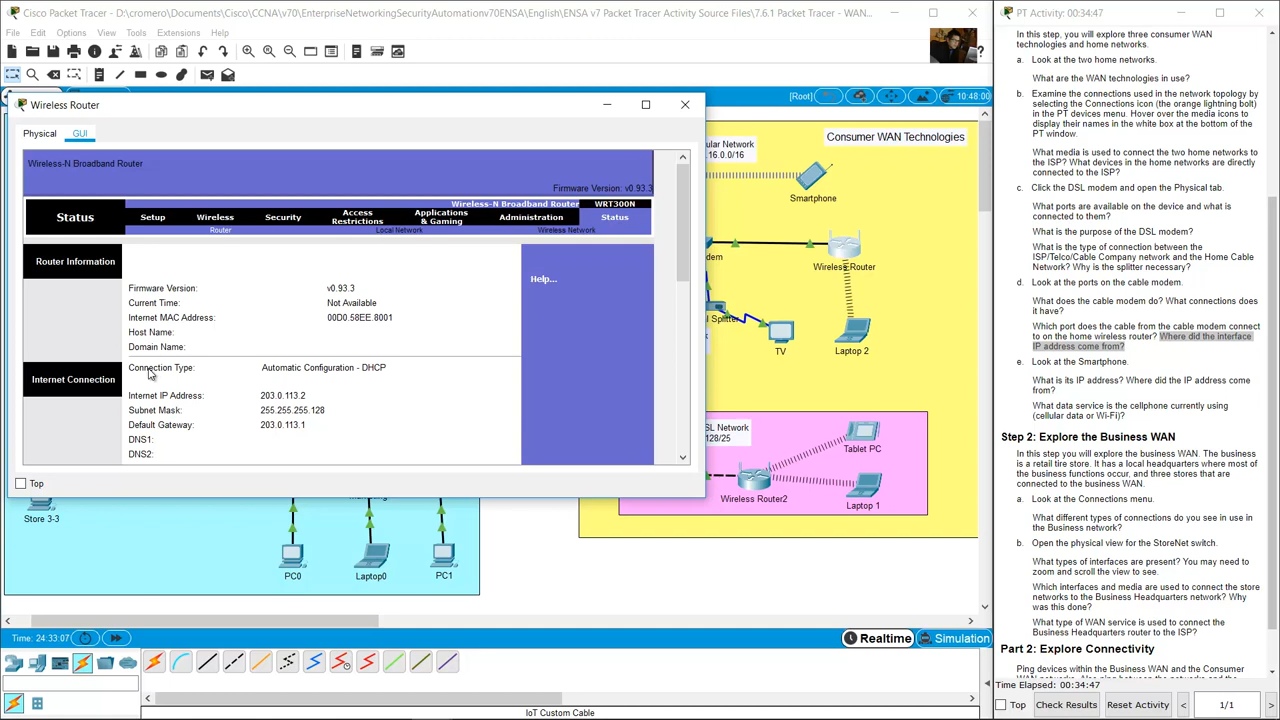 Cisco Packet Tracer - C:\Users\cromero\Documents\Cisco\CCNA\v70\EnterpriseNetworkingSecurityAutomationv70ENSA\English\ENSA v7 Packet Tracer Activity Source Files\7.6.1 Packet Tracer - WAN...
File Edit Options View Tools Extensions Help
[Root]
10:48:00
Wireless Router
Physical GUI
Wireless-N Broadband Router
Firmware Version: v0.93.3
Wireless-N Broadband Router WRT300N
Status
Setup Wireless Security Access Restrictions Applications & Gaming Administration Status
Router Local Network Wireless Network
Router Information
Help...
Firmware Version: v0.93.3
Current Time: Not Available
Internet MAC Address: 00D0.58EE.8001
Host Name:
Domain Name:
Internet Connection
Connection Type: Automatic Configuration - DHCP
Internet IP Address: 203.0.113.2
Subnet Mask: 255.255.255.128
Default Gateway: 203.0.113.1
DNS1:
DNS2:
Top
Consumer WAN Technologies
ular Network
.16.0.0/16
Smartphone
dem
Wireless Router
l Splitter
TV
Laptop 2
SL Network
128/25
Tablet PC
Wireless Router2
Laptop 1
Store 3-3
PC0
Laptop0
PC1
Time: 24:33:07
Realtime Simulation
IoT Custom Cable
PT Activity: 00:34:47
In this step, you will explore three consumer WAN
technologies and home networks.
a. Look at the two home networks.
What are the WAN technologies in use?
b. Examine the connections used in the network topology by
selecting the Connections icon (the orange lightning bolt)
in the PT devices menu. Hover over the media icons to
display their names in the white box at the bottom of the
PT window.
What media is used to connect the two home networks to
the ISP? What devices in the home networks are directly
connected to the ISP?
c. Click the DSL modem and open the Physical tab.
What ports are available on the device and what is
connected to them?
What is the purpose of the DSL modem?
What is the type of connection between the
ISP/Telco/Cable Company network and the Home Cable
Network? Why is the splitter necessary?
d. Look at the ports on the cable modem.
What does the cable modem do? What connections does
it have?
Which port does the cable from the cable modem connect
to on the home wireless router? Where did the interface
IP address come from?
e. Look at the Smartphone.
What is its IP address? Where did the IP address come
from?
What data service is the cellphone currently using
(cellular data or Wi-Fi)?
Step 2: Explore the Business WAN
In this step you will explore the business WAN. The business
is a retail tire store. It has a local headquarters where most of
the business functions occur, and three stores that are
connected to the business WAN.
a. Look at the Connections menu.
What different types of connections do you see in use in
the Business network?
b. Open the physical view for the StoreNet switch.
What types of interfaces are present? You may need to
zoom and scroll the view to see.
Which interfaces and media are used to connect the store
networks to the Business Headquarters network? Why
was this done?
What type of WAN service is used to connect the
Business Headquarters router to the ISP?
Part 2: Explore Connectivity
Ping devices within the Business WAN and the Consumer
Time Elapsed: 00:34:47
Top Check Results < Reset Activity 1/1 >